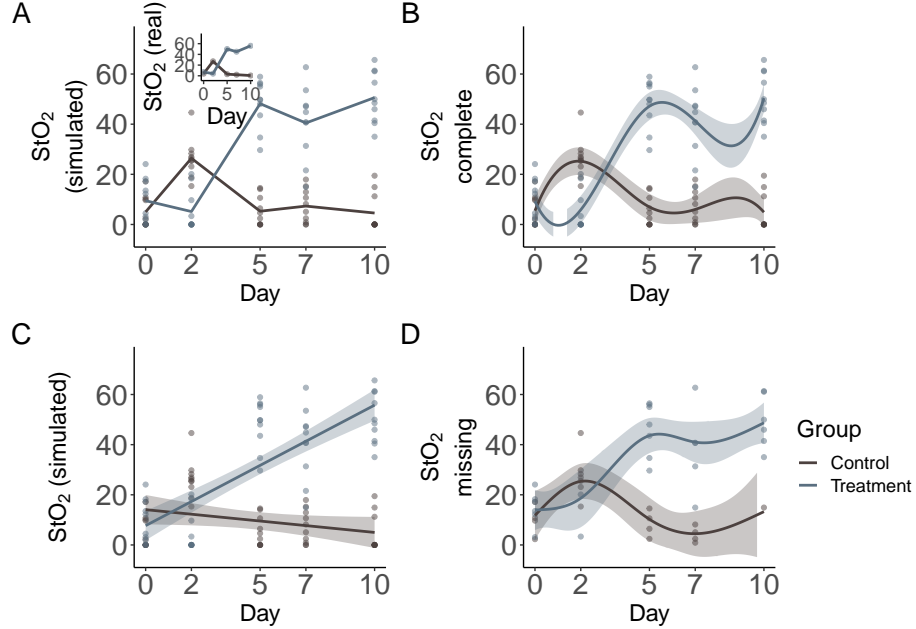 A
StO2
(simulated)
60
40
20
0
0
2
5
7
10
Day
StO2 (real)
60
40
20
0
0
5
10
Day
B
StO2
complete
60
40
20
0
0
2
5
7
10
Day
C
StO2 (simulated)
60
40
20
0
0
2
5
7
10
Day
D
StO2
missing
60
40
20
0
0
2
5
7
10
Day
Group
Control
Treatment